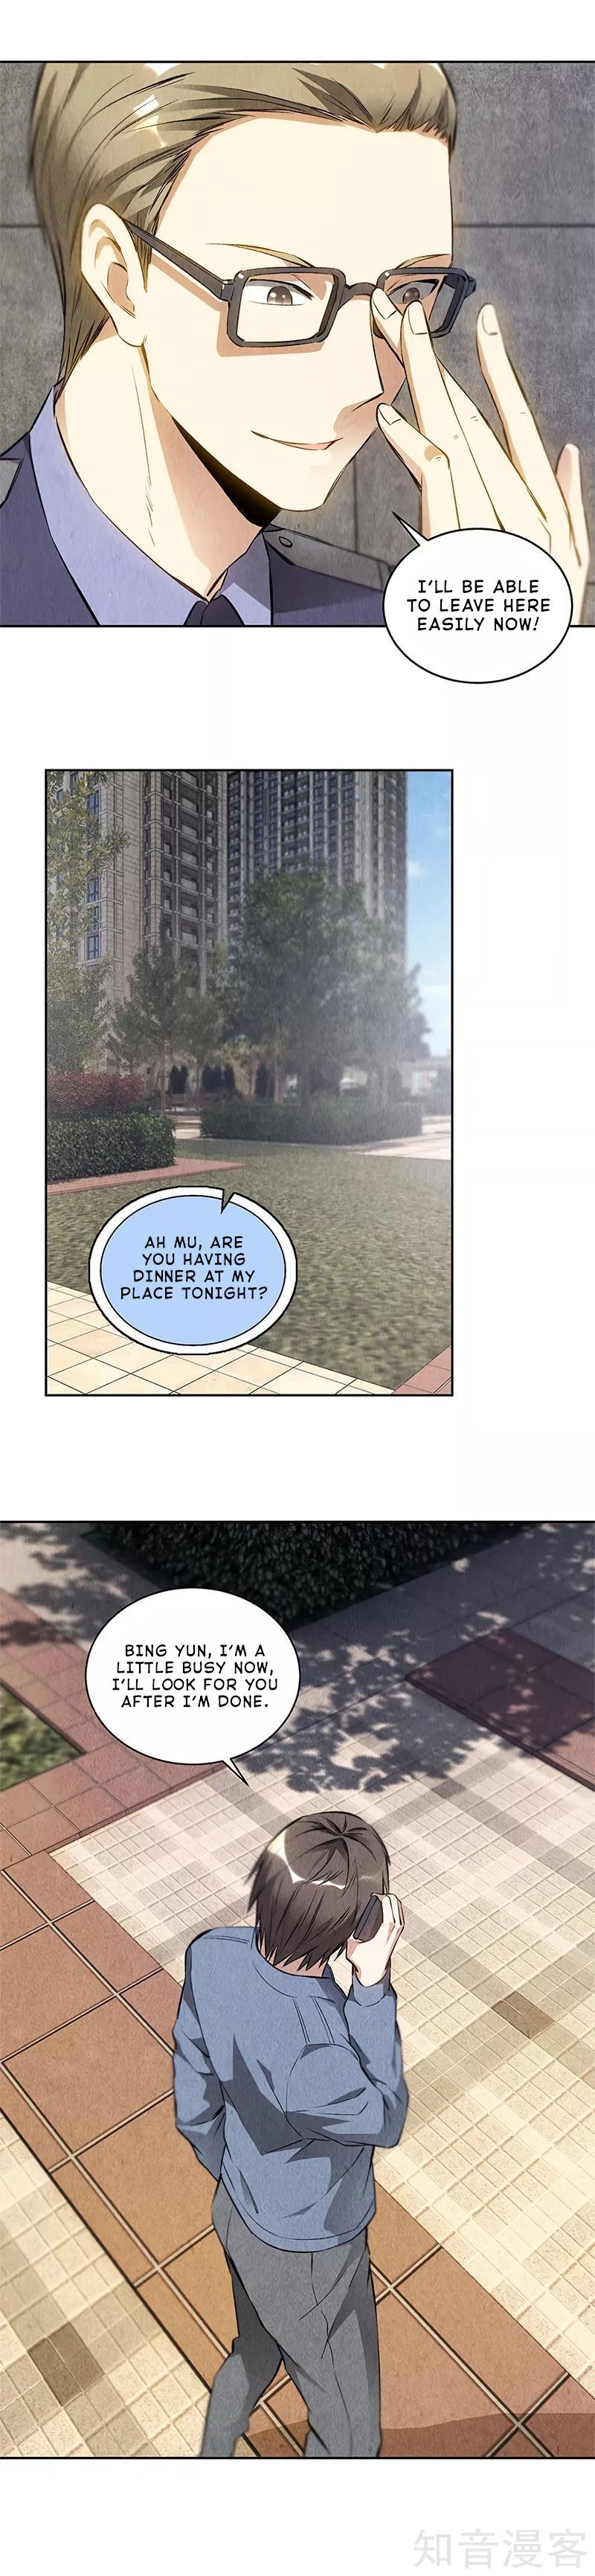 I'LL BE ABLE
TO LEAVE HERE
EASILY NOW!
AH MU, ARE
YOU HAVING
DINNER AT MY
PLACE TONIGHT?
BING YUN, I'M A
LITTLE BUSY NOW,
I'LL LOOK FOR YOU
AFTER I'M DONE.
知音漫客